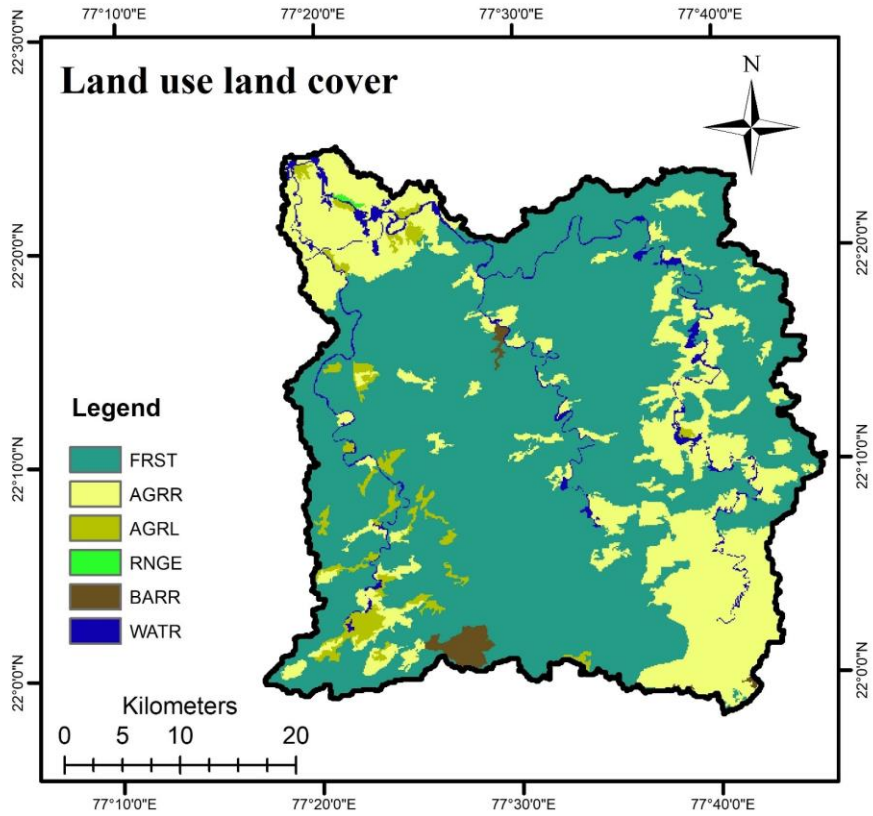 77°10'0"E 77°20'0"E 77°30'0"E 77°40'0"E
22°30'0"N
Land use land cover
N
22°20'0"N 22°20'0"N
Legend
FRST
22°10'0"N 22°10'0"N
AGRR
AGRL
RNGE
BARR
WATR
22°0'0"N 22°0'0"N
Kilometers
0 5 10 20
77°10'0"E 77°20'0"E 77°30'0"E 77°40'0"E